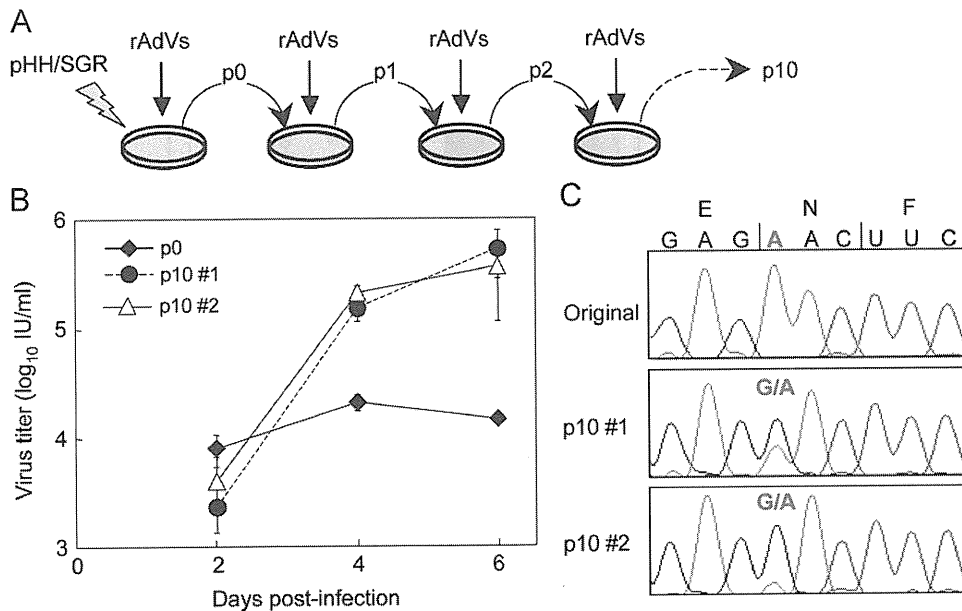 A
pHH/SGR
rAdVs
rAdVs
rAdVs
rAdVs
p0
p1
p2
p10
B
Virus titer (log10 IU/ml)
6
5
4
3
p0
p10 #1
p10 #2
0
2
4
6
Days post-infection
C
E N F
G A G A A C U U C
Original
G/A
p10 #1
G/A
p10 #2